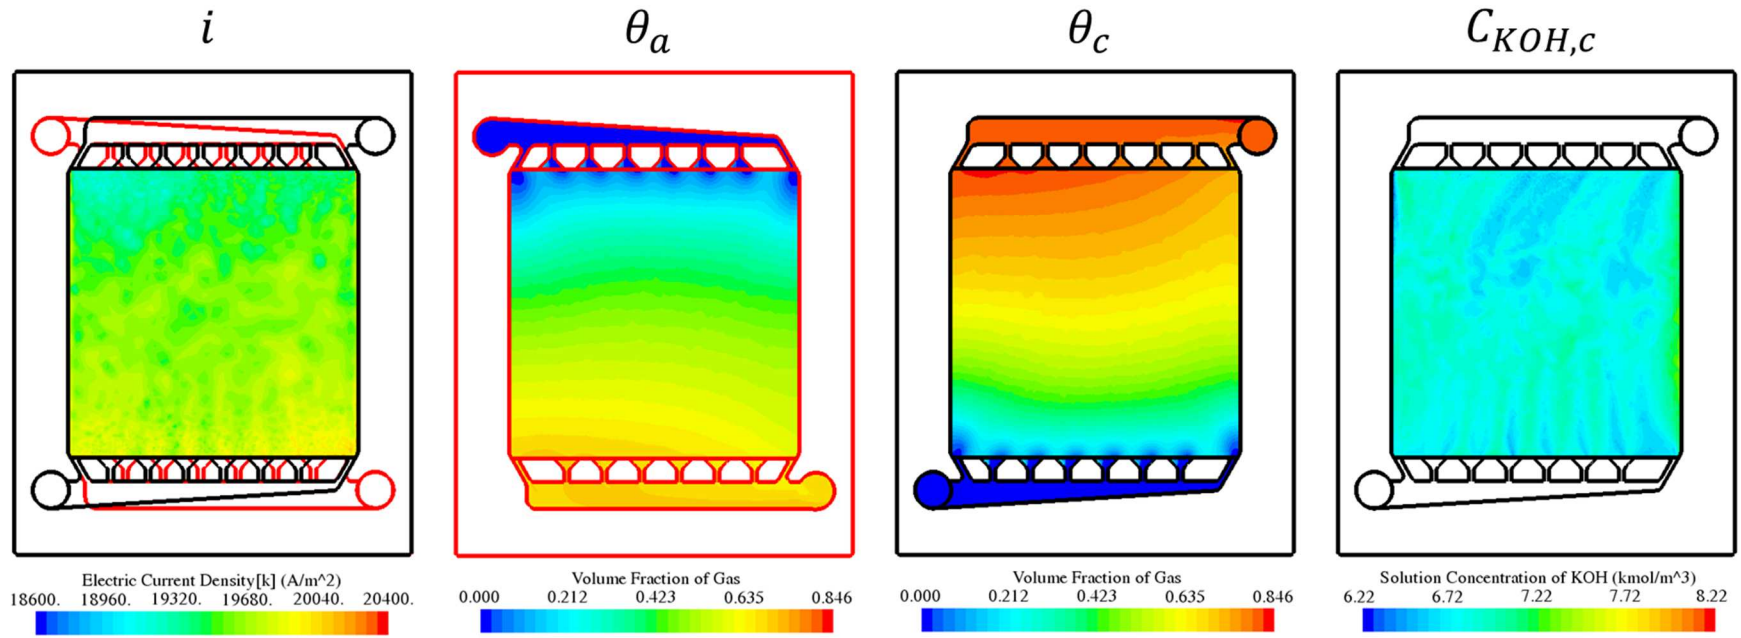 i
θa
θc
CKOH,c
Electric Current Density[k] (A/m^2)
18600. 18960. 19320. 19680. 20040. 20400.
Volume Fraction of Gas
0.000 0.212 0.423 0.635 0.846
Volume Fraction of Gas
0.000 0.212 0.423 0.635 0.846
Solution Concentration of KOH (kmol/m^3)
6.22 6.72 7.22 7.72 8.22